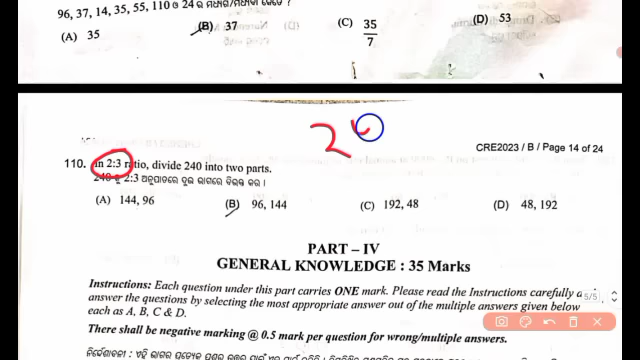 96, 37, 14, 35, 55, 110 ଓ 24 ର ମଧ୍ୟମା
(A) 35 (B) 37 (C) 35/7 (D) 53
CRE2023 / B / Page 14 of 24
110. In 2:3 ratio, divide 240 into two parts.
240 କୁ 2:3 ଅନୁପାତରେ ଦୁଇ ଭାଗରେ ବିଭକ୍ତ କର ।
(A) 144, 96 (B) 96, 144 (C) 192, 48 (D) 48, 192
PART – IV
GENERAL KNOWLEDGE : 35 Marks
Instructions: Each question under this part carries ONE mark. Please read the Instructions carefully
answer the questions by selecting the most appropriate answer out of the multiple answers given below
each as A, B, C & D.
5/5
There shall be negative marking @ 0.5 mark per question for wrong/multiple answers.